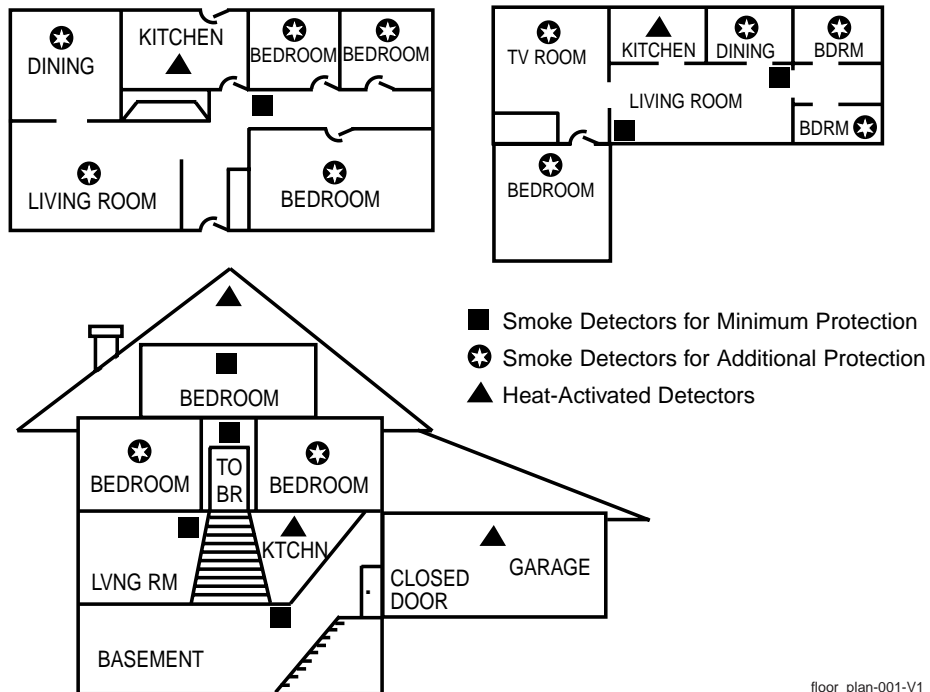 DINING
KITCHEN
BEDROOM
BEDROOM
LIVING ROOM
BEDROOM
TV ROOM
KITCHEN
DINING
BDRM
LIVING ROOM
BDRM
BEDROOM
Smoke Detectors for Minimum Protection
Smoke Detectors for Additional Protection
Heat-Activated Detectors
BEDROOM
BEDROOM
TO
BR
BEDROOM
LVNG RM
KTCHN
CLOSED
DOOR
GARAGE
BASEMENT
floor_plan-001-V1